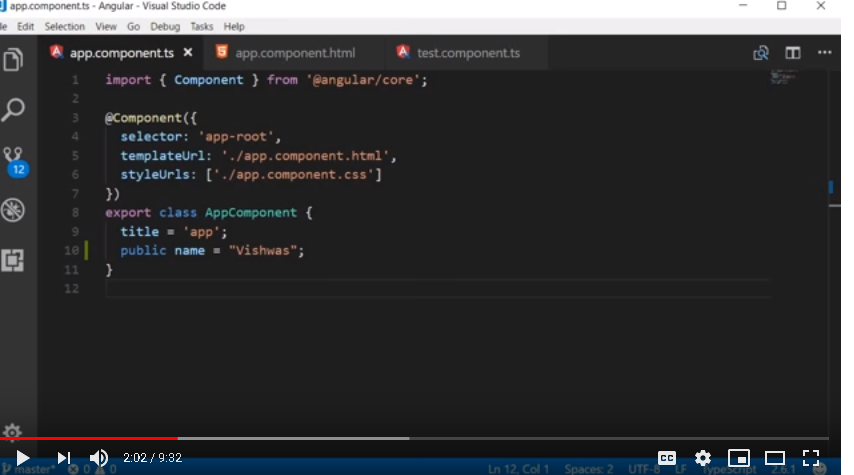 app.component.ts - Angular - Visual Studio Code
Edit Selection View Go Debug Tasks Help
app.component.ts app.component.html test.component.ts
1 import { Component } from '@angular/core';
2
3 @Component({
4 selector: 'app-root',
5 templateUrl: './app.component.html',
6 styleUrls: ['./app.component.css']
7 })
8 export class AppComponent {
9 title = 'app';
10 public name = "Vishwas";
11 }
12
12
2:02 / 9:32
CC
master* 0 0 Ln 12, Col 1 Spaces: 2 UTF-8 LF TypeScript 2.6.1